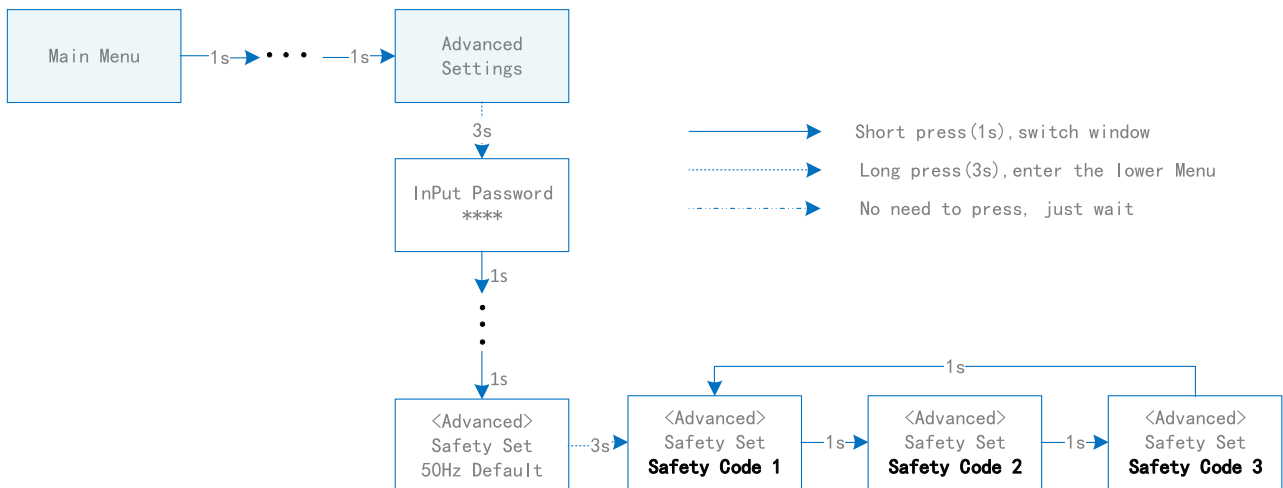 Main Menu
1s
1s
Advanced
Settings
3s
Short press(1s),switch window
Long press(3s),enter the lower Menu
No need to press, just wait
InPut Password
****
1s
1s
1s
<Advanced>
Safety Set
50Hz Default
3s
<Advanced>
Safety Set
Safety Code 1
1s
<Advanced>
Safety Set
Safety Code 2
1s
<Advanced>
Safety Set
Safety Code 3